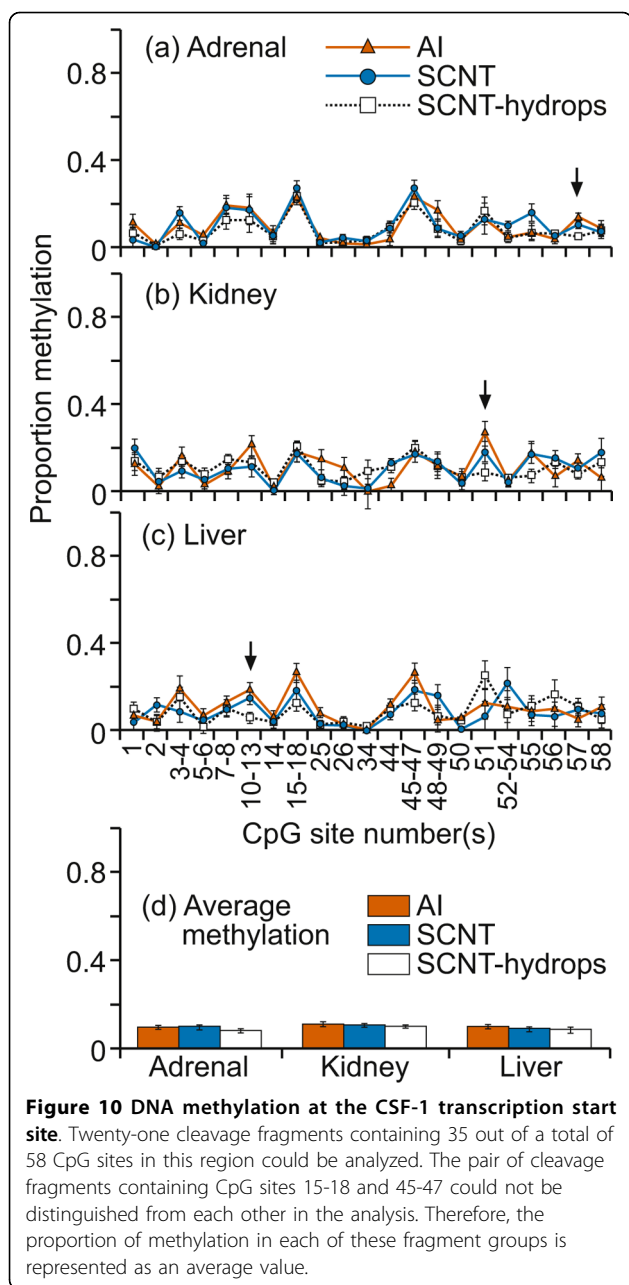 (a) Adrenal
AI
SCNT
SCNT-hydrops
0.8
0.4
0
(b) Kidney
0.8
0.4
0
(c) Liver
0.8
0.4
0
Proportion methylation
1
2
3-4
5-6
7-8
10-13
14
15-18
25
26
34
44
45-47
48-49
50
51
52-54
55
56
57
58
CpG site number(s)
(d) Average
methylation
AI
SCNT
SCNT-hydrops
0.8
0.4
0
Adrenal
Kidney
Liver
Figure 10 DNA methylation at the CSF-1 transcription start
site. Twenty-one cleavage fragments containing 35 out of a total of
58 CpG sites in this region could be analyzed. The pair of cleavage
fragments containing CpG sites 15-18 and 45-47 could not be
distinguished from each other in the analysis. Therefore, the
proportion of methylation in each of these fragment groups is
represented as an average value.